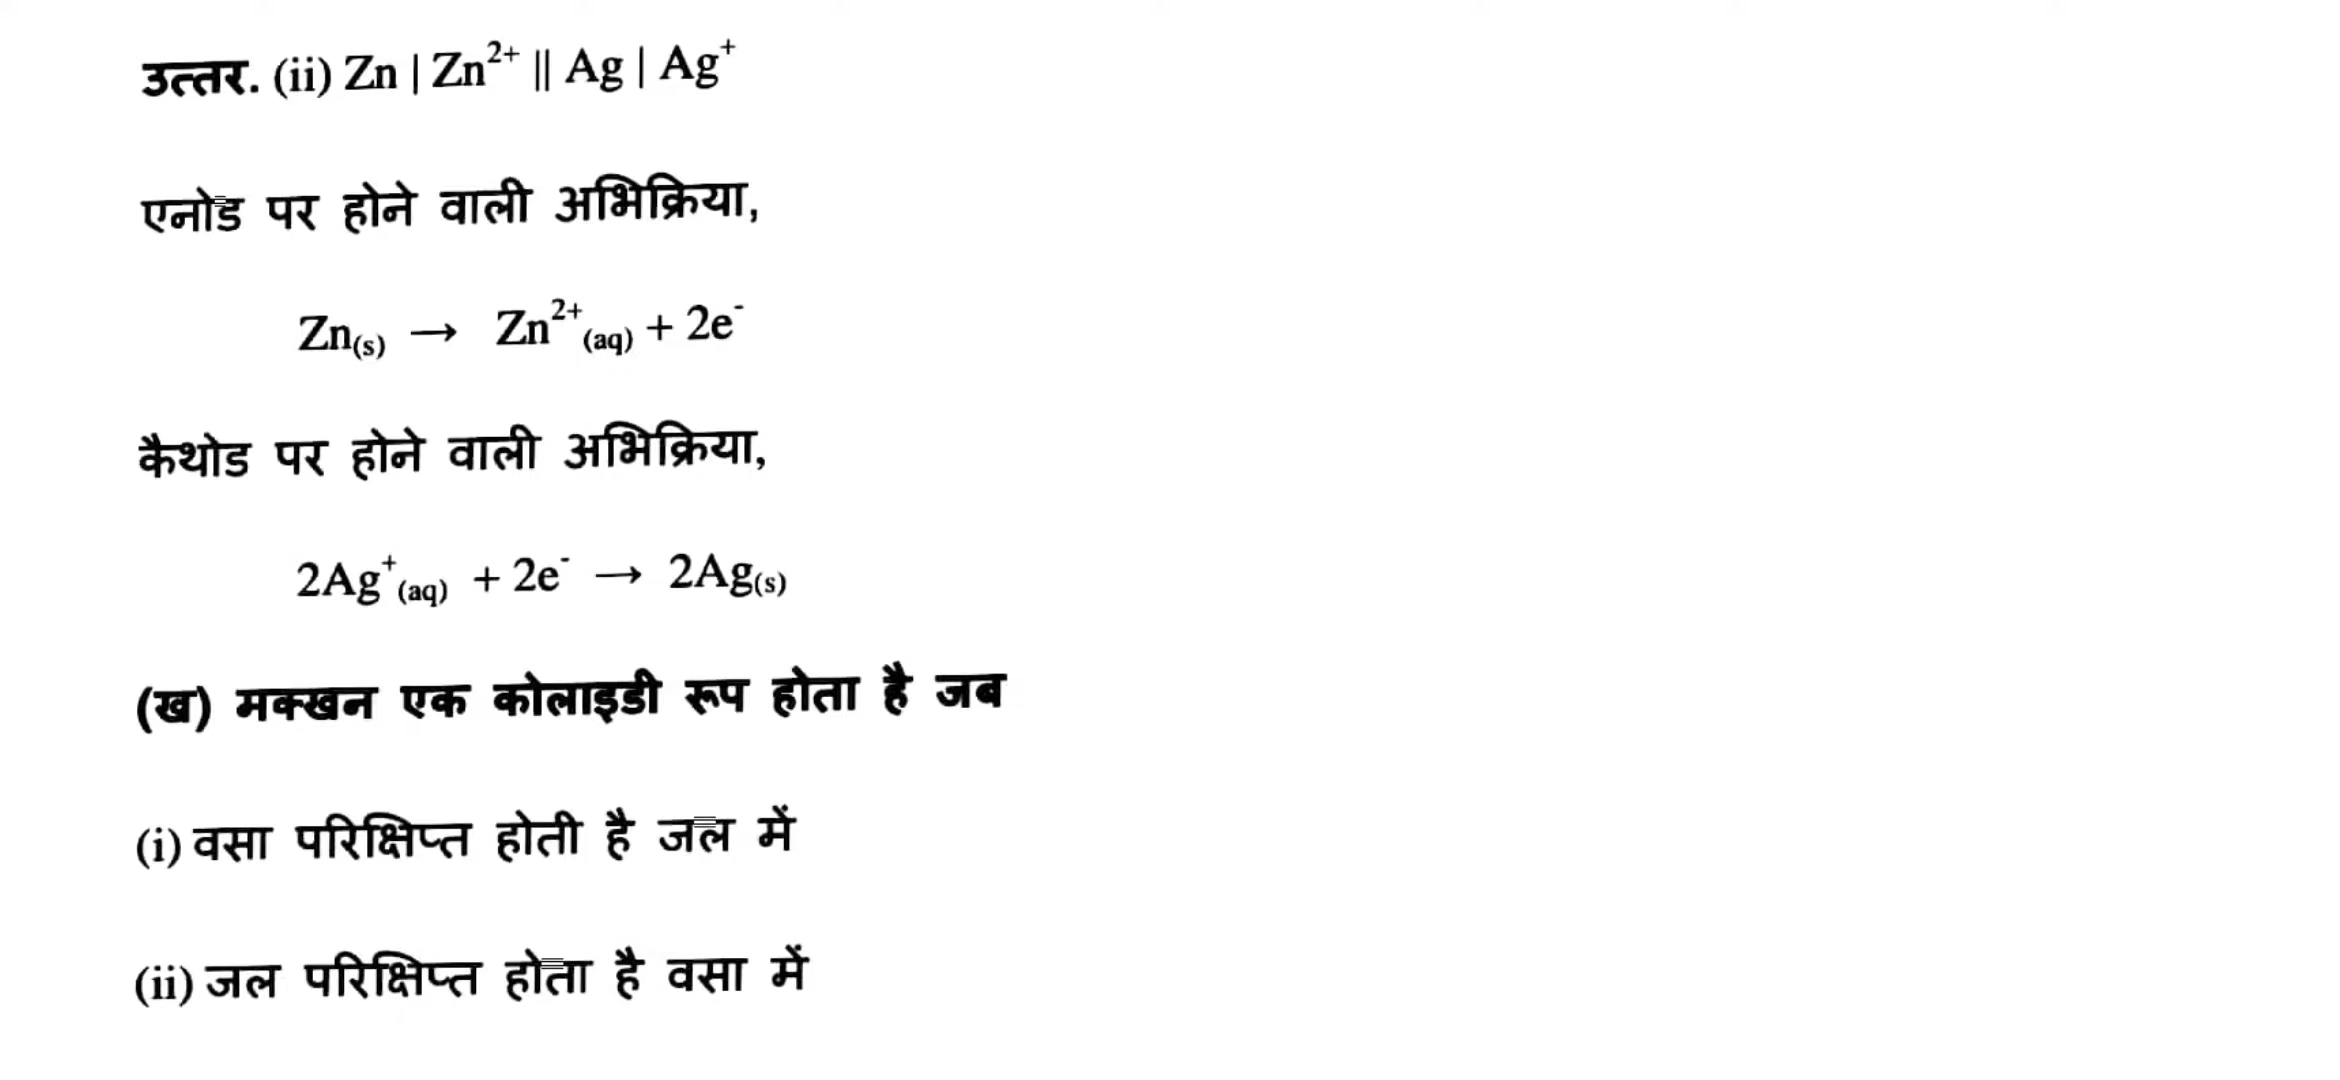 उत्तर. (ii) Zn | Zn²⁺ || Ag | Ag⁺
एनोड पर होने वाली अभिक्रिया,
Zn₍ₛ₎ → Zn²⁺(aq) + 2e⁻
कैथोड पर होने वाली अभिक्रिया,
2Ag⁺(aq) + 2e⁻ → 2Ag₍ₛ₎
(ख) मक्खन एक कोलाइडी रूप होता है जब
(i) वसा परिक्षिप्त होती है जल में
(ii) जल परिक्षिप्त होता है वसा में